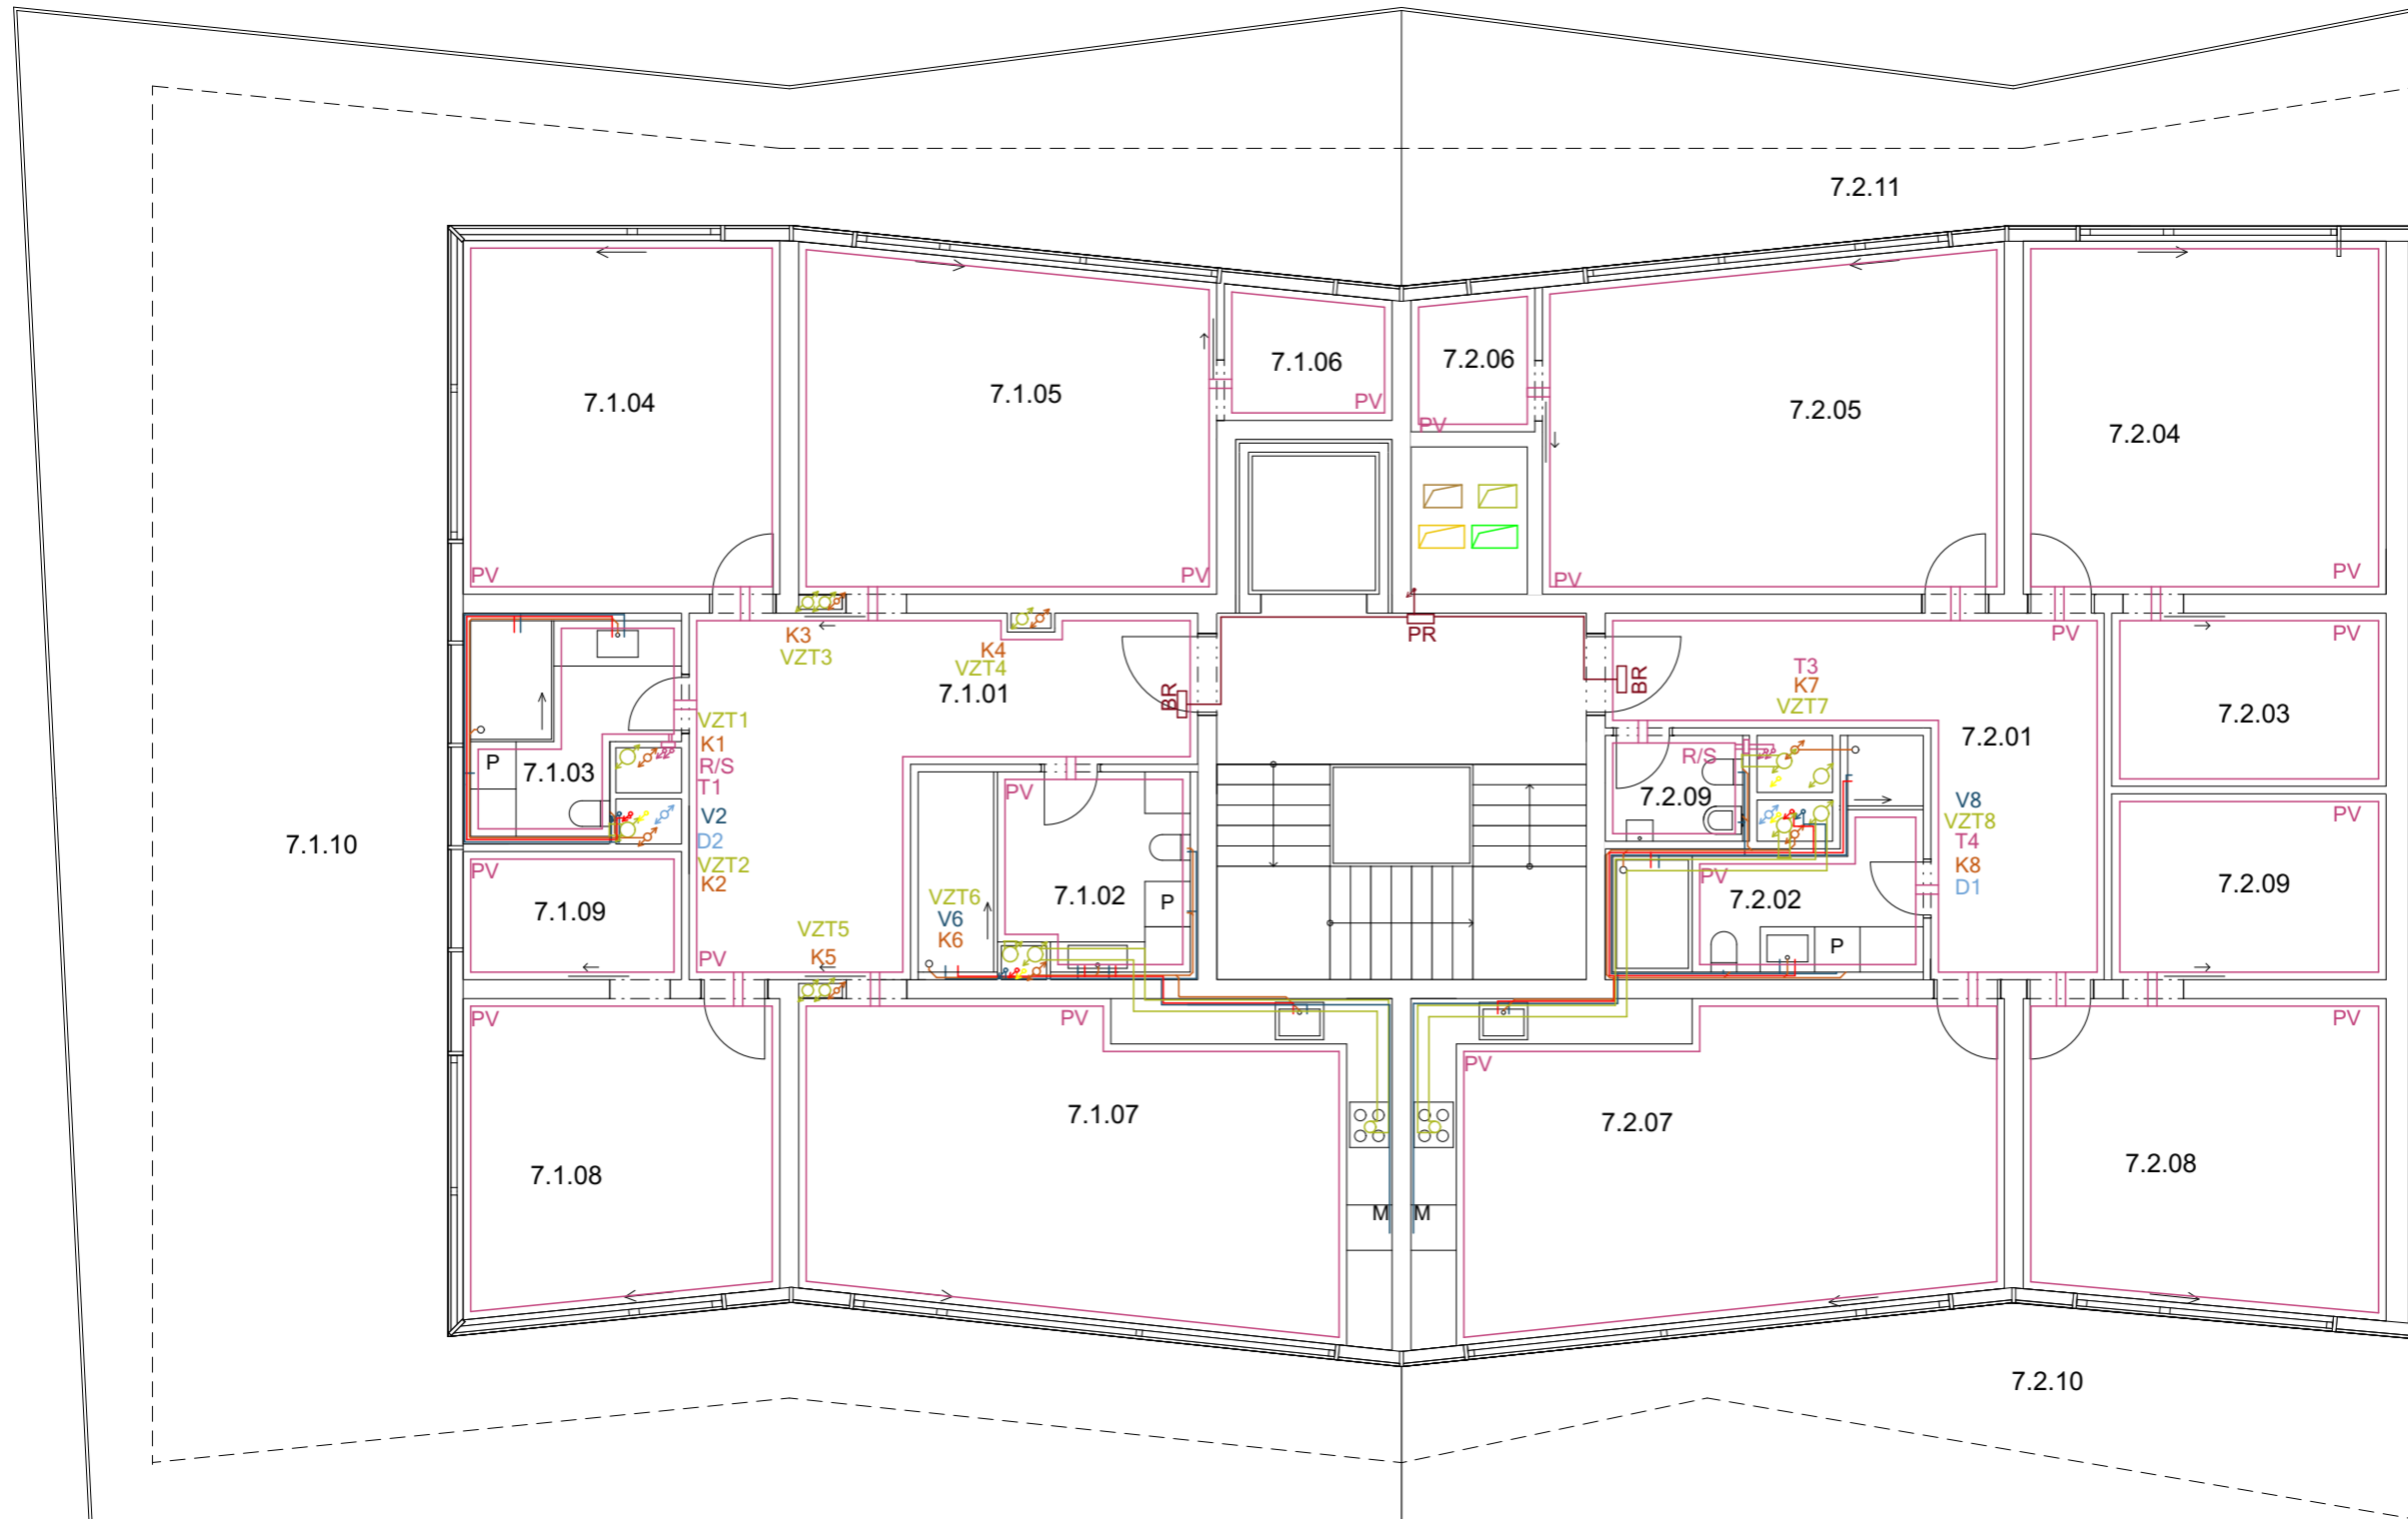 7.2.11
7.1.04
7.1.05
7.1.06
7.2.06
7.2.05
7.2.04
PV
PV
PV
PV
PV
PV
K3
VZT3
K4
VZT4
7.1.01
BR
PR
BR
T3
K7
VZT7
PV
PV
7.2.03
7.2.01
VZT1
K1
R/S
T1
P
7.1.03
R/S
7.2.09
V2
D2
VZT2
K2
7.1.10
PV
7.1.09
PV
VZT5
K5
VZT6
V6
K6
PV
7.1.02
P
PV
7.2.02
P
V8
VZT8
T4
K8
D1
PV
7.2.09
PV
PV
PV
PV
7.1.08
7.1.07
M
M
7.2.07
7.2.08
7.2.10